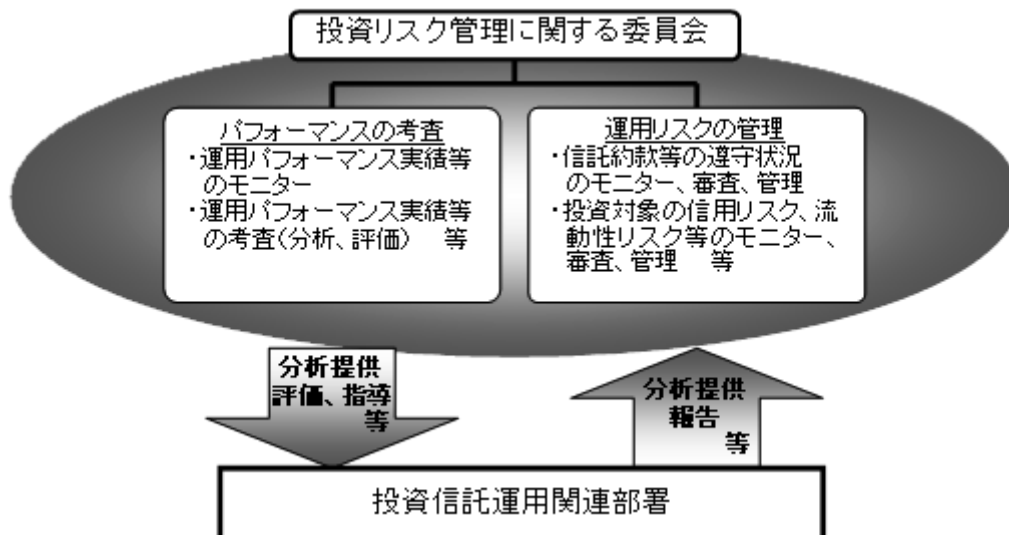 投資リスク管理に関する委員会
パフォーマンスの考査
・運用パフォーマンス実績等
のモニター
・運用パフォーマンス実績等
の考査(分析、評価) 等
運用リスクの管理
・信託約款等の遵守状況
のモニター、審査、管理
・投資対象の信用リスク、流
動性リスク等のモニター、
審査、管理 等
分析提供
評価、指導
等
分析提供
報告
等
投資信託運用関連部署